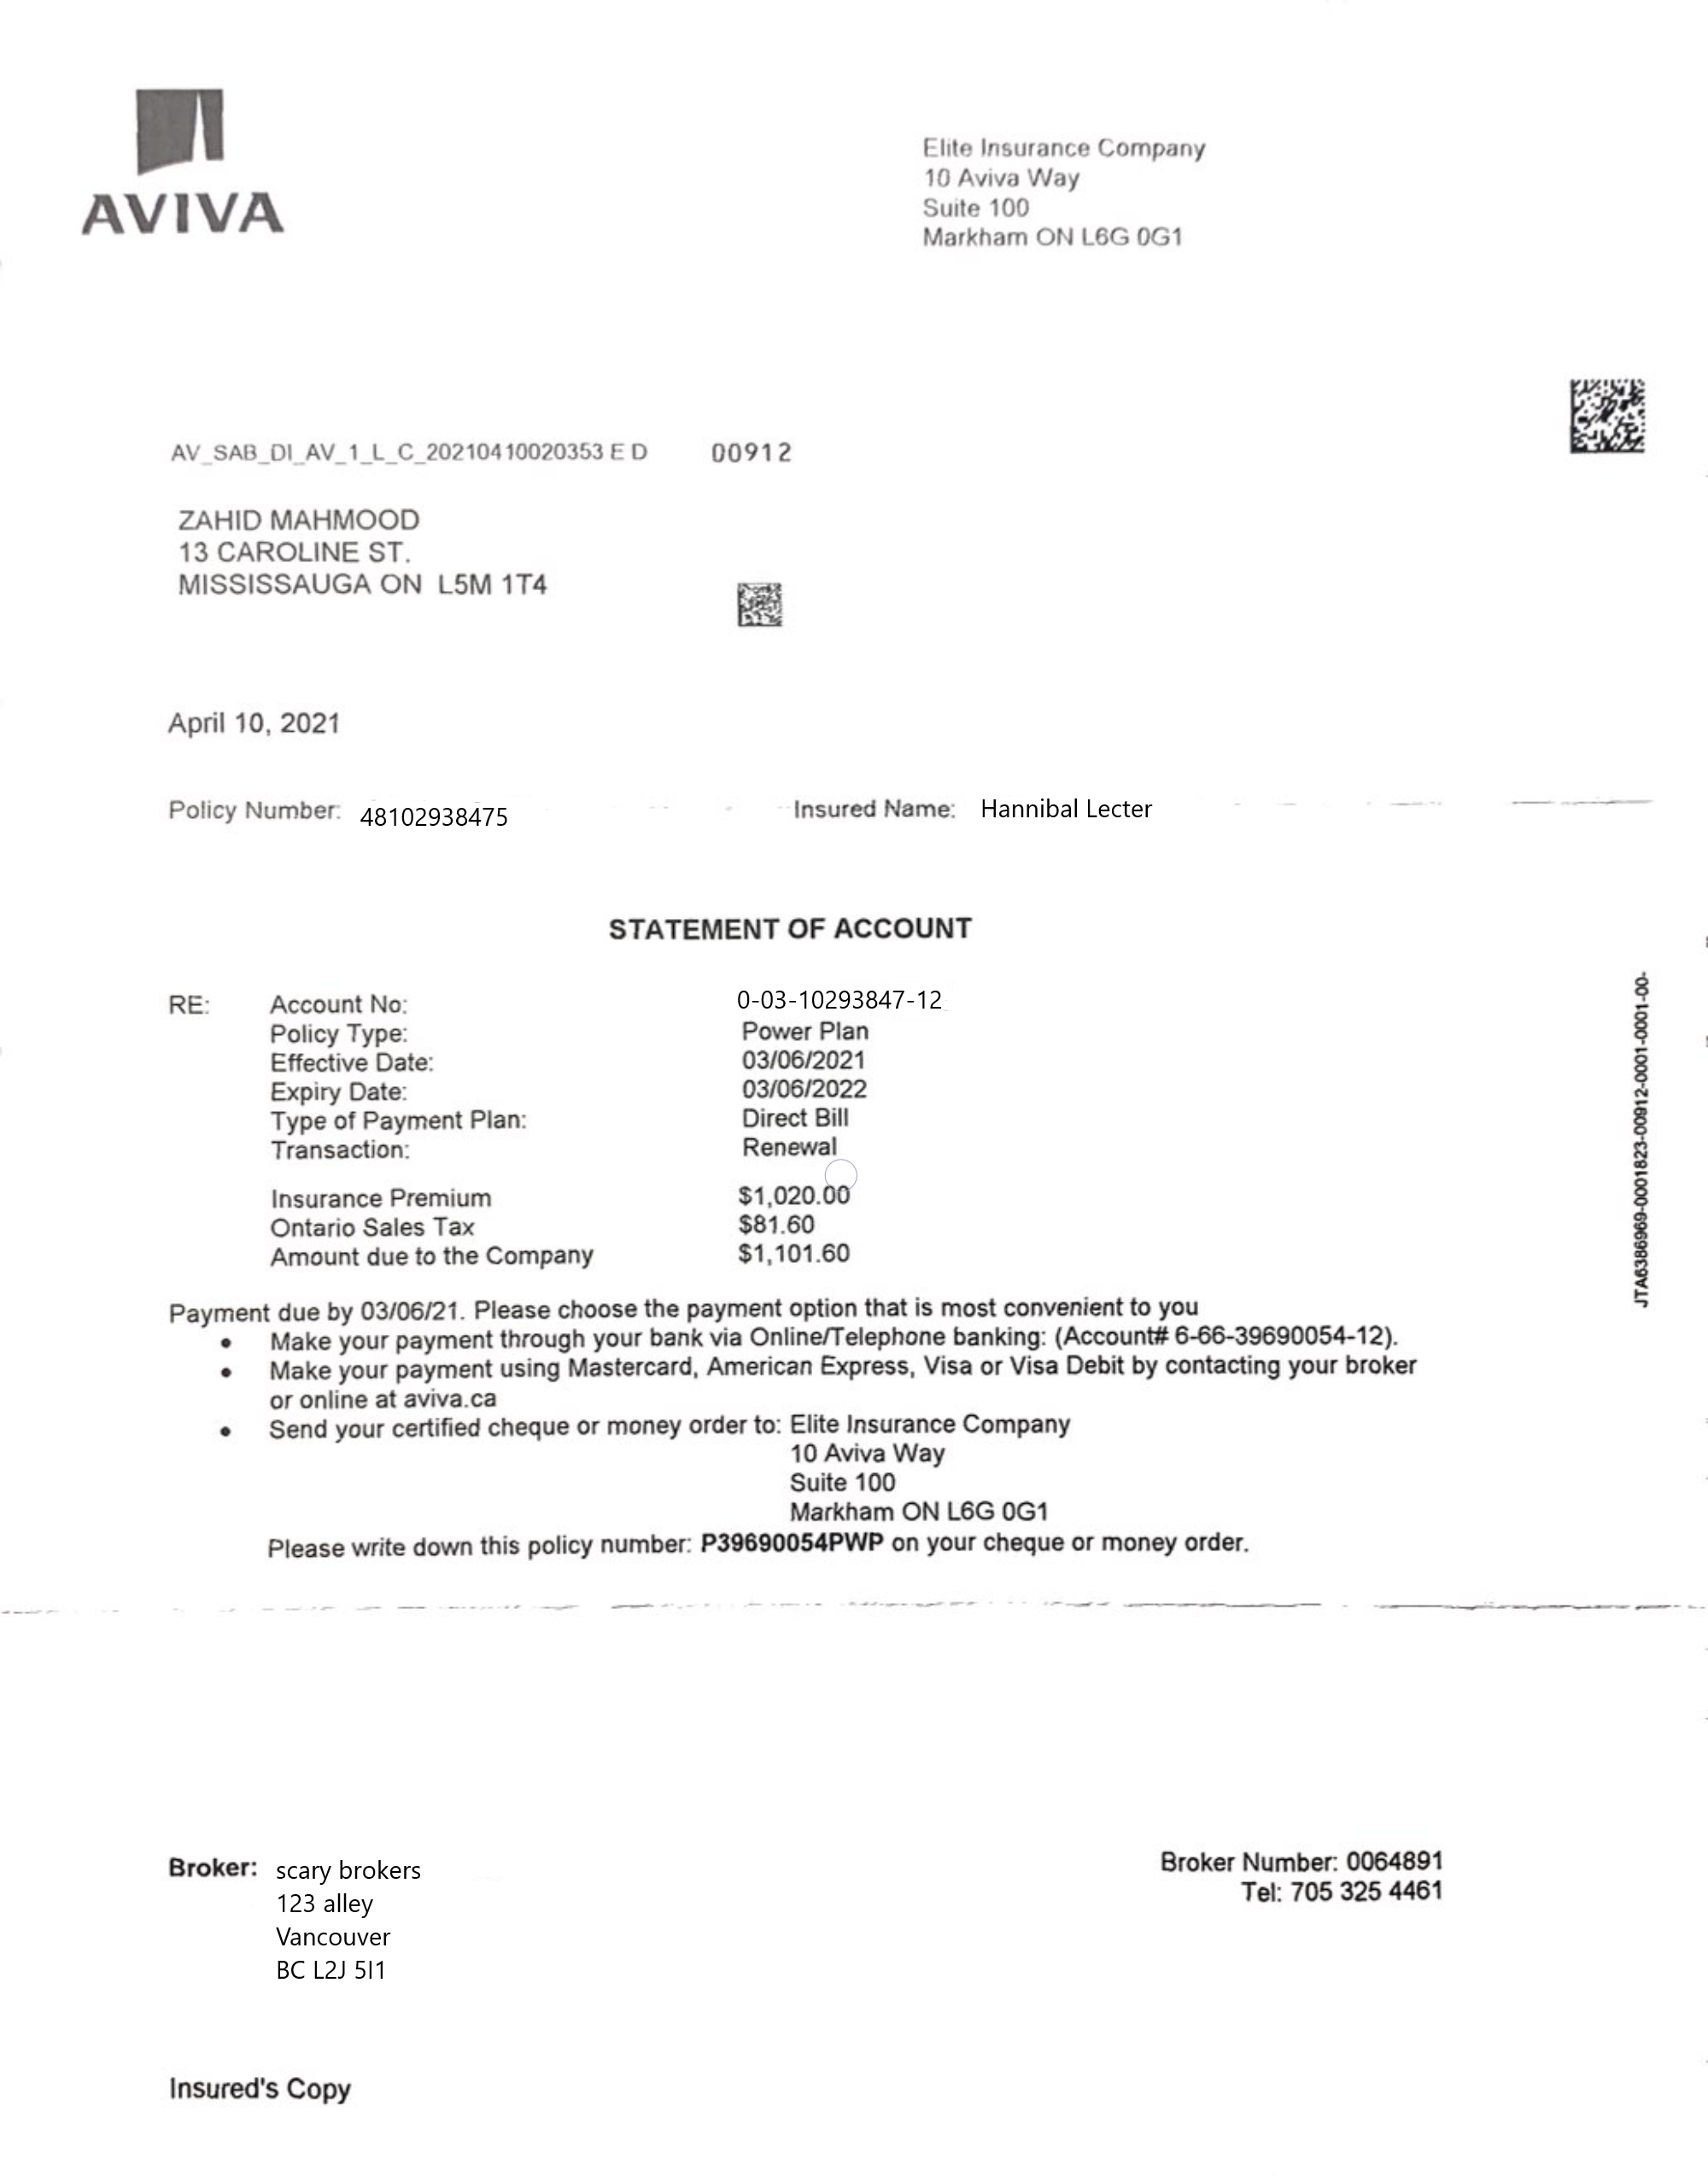 AVIVA
Elite Insurance Company
10 Aviva Way
Suite 100
Markham ON L6G 0G1
AV_SAB_DI_AV_1_L_C_20210410020353 E D 00912
ZAHID MAHMOOD
13 CAROLINE ST.
MISSISSAUGA ON L5M 1T4
April 10, 2021
Policy Number: 48102938475 Insured Name: Hannibal Lecter
STATEMENT OF ACCOUNT
RE: Account No: 0-03-10293847-12
Policy Type: Power Plan
Effective Date: 03/06/2021
Expiry Date: 03/06/2022
Type of Payment Plan: Direct Bill
Transaction: Renewal
Insurance Premium $1,020.00
Ontario Sales Tax $81.60
Amount due to the Company $1,101.60
Payment due by 03/06/21. Please choose the payment option that is most convenient to you
• Make your payment through your bank via Online/Telephone banking: (Account# 6-66-39690054-12).
• Make your payment using Mastercard, American Express, Visa or Visa Debit by contacting your broker
or online at aviva.ca
• Send your certified cheque or money order to: Elite Insurance Company
10 Aviva Way
Suite 100
Markham ON L6G 0G1
Please write down this policy number: P39690054PWP on your cheque or money order.
JTA6386969-0001823-00912-0001-0001-00-
Broker: scary brokers
123 alley
Vancouver
BC L2J 5I1
Broker Number: 0064891
Tel: 705 325 4461
Insured's Copy